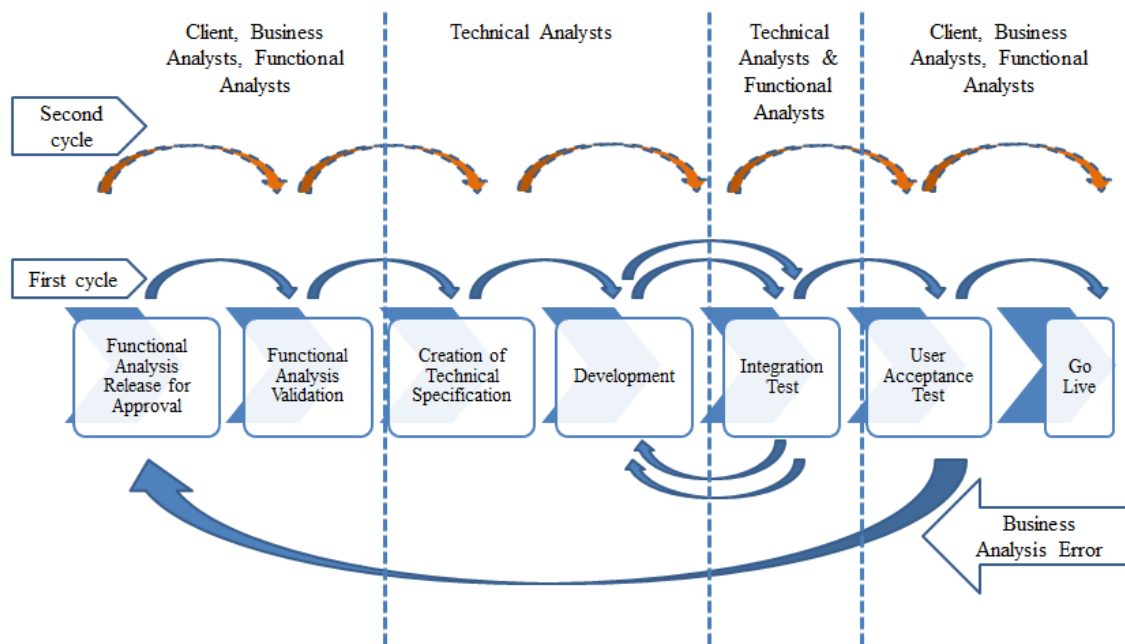 Client, Business
Analysts, Functional
Analysts
Technical Analysts
Technical
Analysts &
Functional
Analysts
Client, Business
Analysts, Functional
Analysts
Second
cycle
First cycle
Functional
Analysis
Release for
Approval
Functional
Analysis
Validation
Creation of
Technical
Specification
Development
Integration
Test
User
Acceptance
Test
Go
Live
Business
Analysis Error